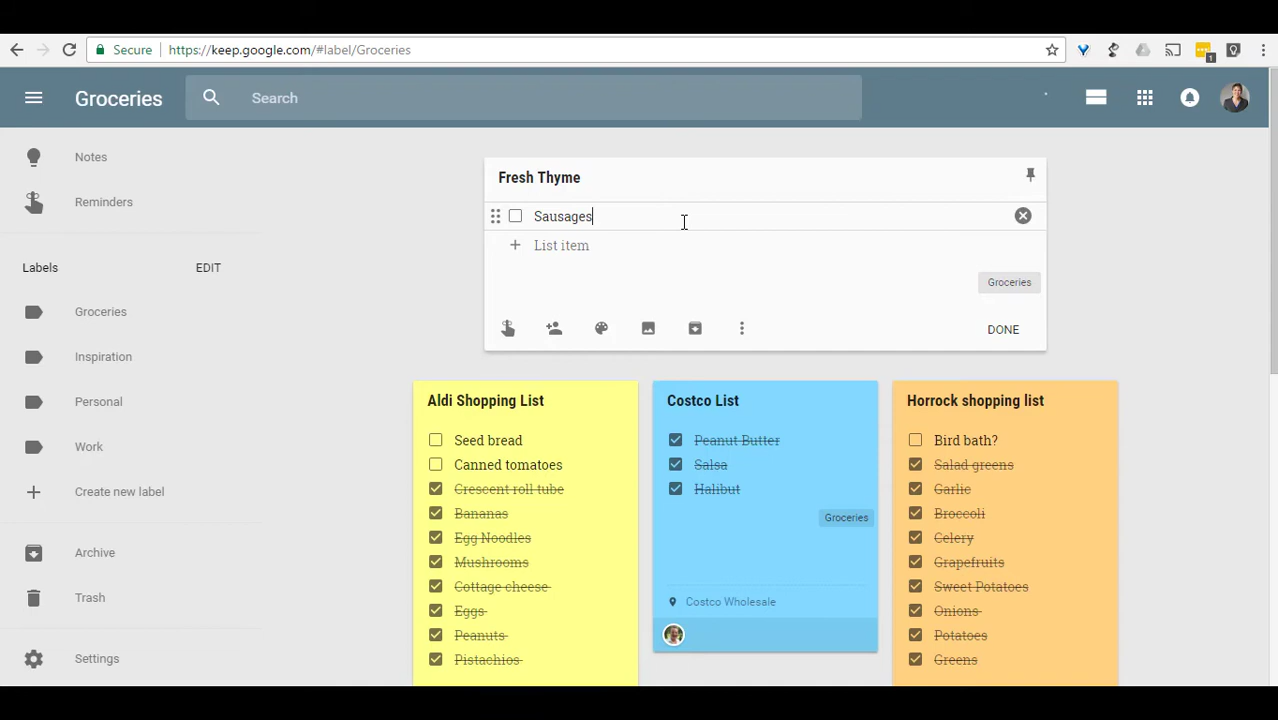 Secure
https://keep.google.com/#label/Groceries
1
Groceries
Search
Notes
Reminders
Labels
EDIT
Groceries
Inspiration
Personal
Work
Create new label
Archive
Trash
Settings
Fresh Thyme
Sausages
List item
Groceries
DONE
Aldi Shopping List
Seed bread
Canned tomatoes
Crescent roll tube
Bananas
Egg Noodles
Mushrooms
Cottage cheese
Eggs
Peanuts
Pistachios
Costco List
Peanut Butter
Salsa
Halibut
Groceries
Costco Wholesale
Horrock shopping list
Bird bath?
Salad greens
Garlic
Broccoli
Celery
Grapefruits
Sweet Potatoes
Onions
Potatoes
Greens